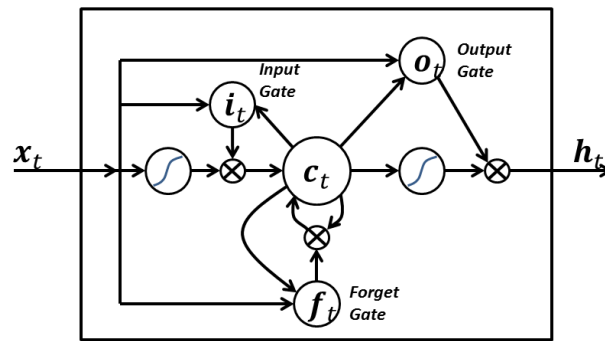 o_t
Output
Gate
Input
Gate
i_t
x_t
c_t
h_t
f_t
Forget
Gate